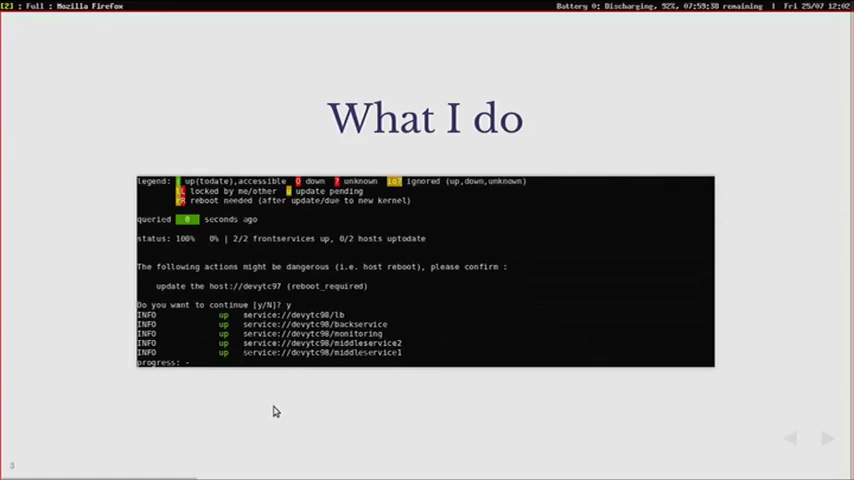 [2] : Full : Mozilla Firefox
Battery 0: Discharging, 92%, 07:59:38 remaining | Fri 25/07 12:02
What I do
legend: up(todate),accessible O down ? unknown io? ignored (up,down,unknown)
lL locked by me/other u update pending
rR reboot needed (after update/due to new kernel)
queried 0 seconds ago
status: 100% 0% | 2/2 frontservices up, 0/2 hosts uptodate
The following actions might be dangerous (i.e. host reboot), please confirm :
update the host://devytc97 (reboot_required)
Do you want to continue [y/N]? y
INFO up service://devytc98/lb
INFO up service://devytc98/backservice
INFO up service://devytc98/monitoring
INFO up service://devytc98/middleservice2
INFO up service://devytc98/middleservice1
progress: -
3